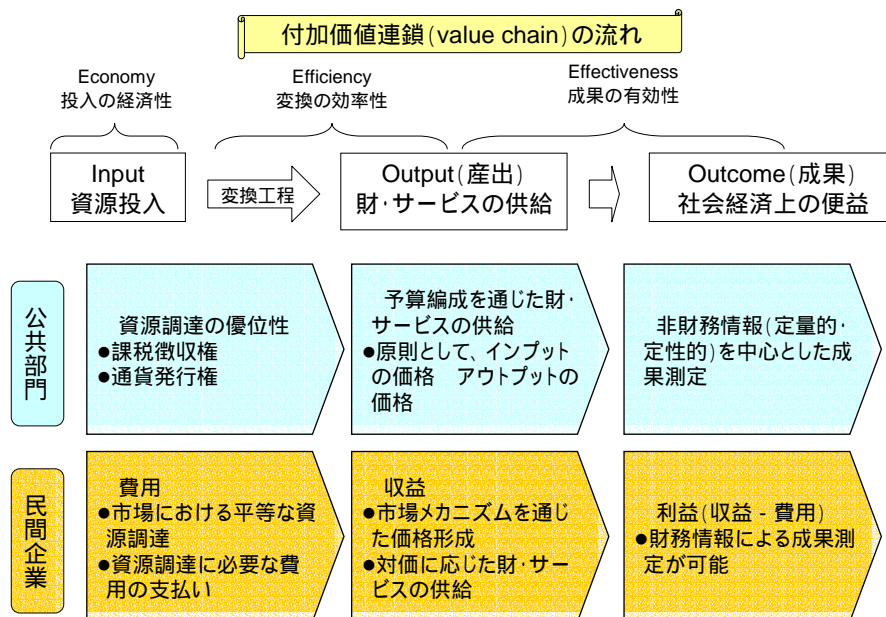 付加価値連鎖(value chain)の流れ
Economy
投入の経済性
Efficiency
変換の効率性
Effectiveness
成果の有効性
Input
資源投入
変換工程
Output(産出)
財・サービスの供給
Outcome(成果)
社会経済上の便益
公共部門
資源調達の優位性
●課税徴収権
●通貨発行権
予算編成を通じた財・
サービスの供給
●原則として、インプット
の価格 アウトプットの
価格
非財務情報(定量的・
定性的)を中心とした成
果測定
民間企業
費用
●市場における平等な資
源調達
●資源調達に必要な費
用の支払い
収益
●市場メカニズムを通じ
た価格形成
●対価に応じた財・サー
ビスの供給
利益(収益‐費用)
●財務情報による成果測
定が可能